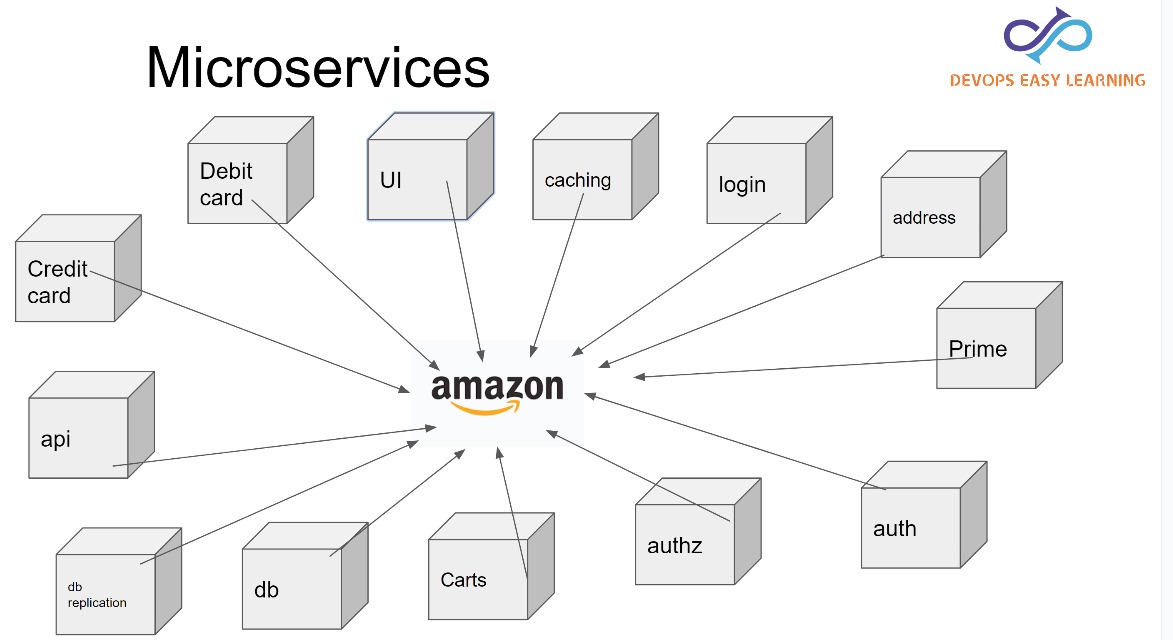 Microservices
DEVOPS EASY LEARNING
Debit
card
UI
caching
login
address
Credit
card
Prime
amazon
api
auth
authz
db
replication
db
Carts